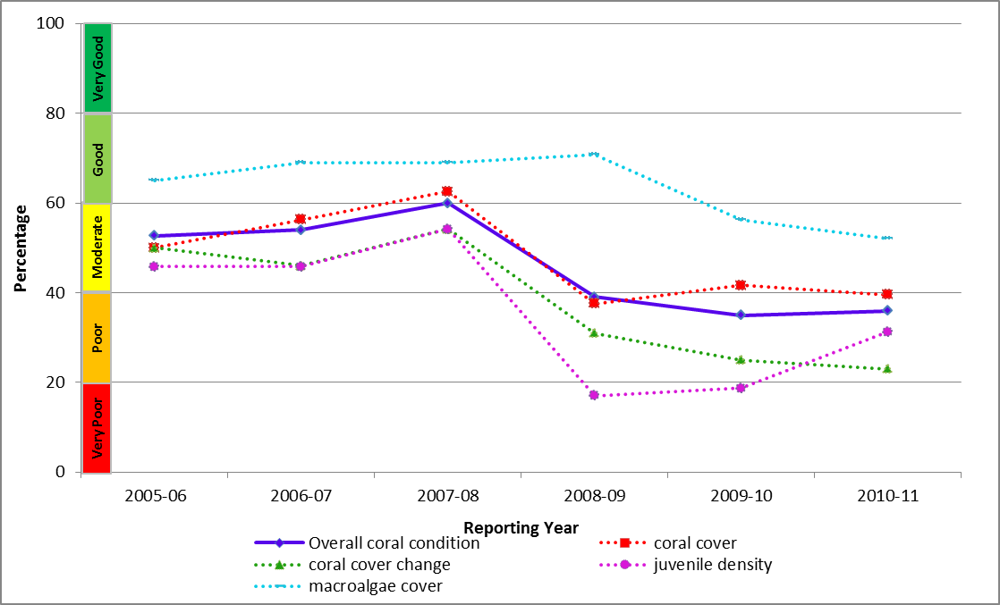 100
80
60
40
20
0
Percentage
Very Good
Good
Moderate
Poor
Very Poor
2005-06 2006-07 2007-08 2008-09 2009-10 2010-11
Reporting Year
Overall coral condition coral cover
coral cover change juvenile density
macroalgae cover